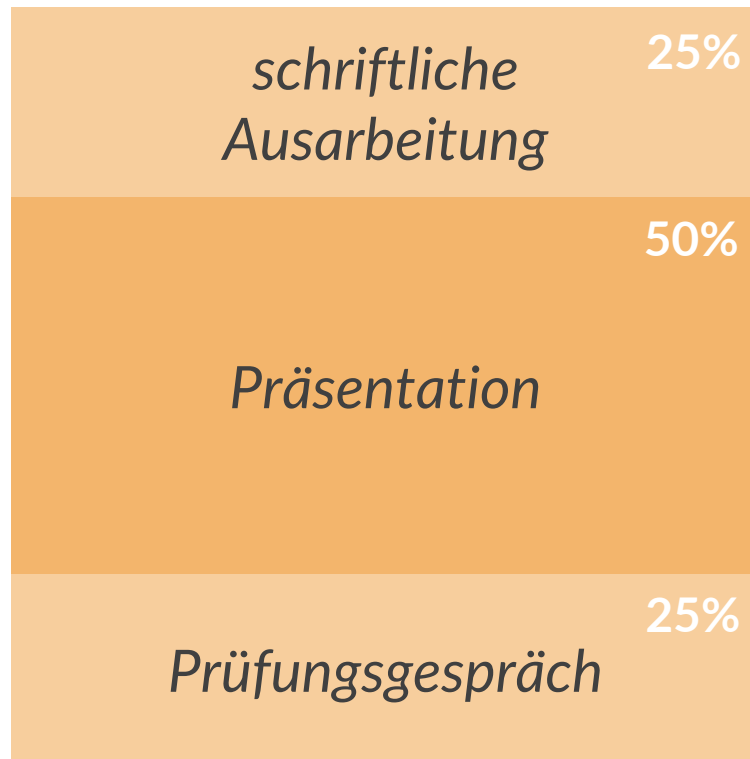 schriftliche
Ausarbeitung
25%
50%
Präsentation
25%
Prüfungsgespräch